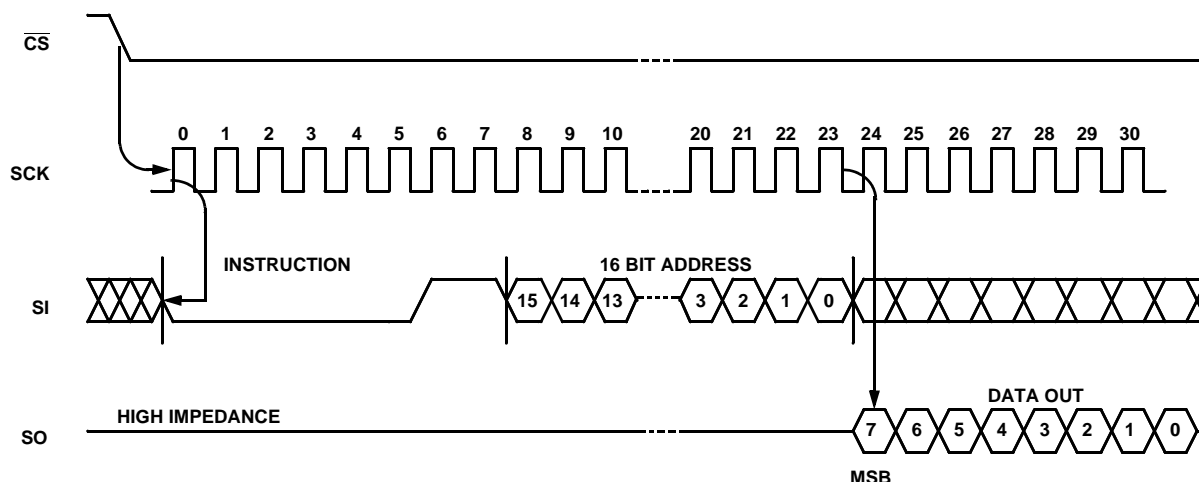 CS
0 1 2 3 4 5 6 7 8 9 10 20 21 22 23 24 25 26 27 28 29 30
SCK
INSTRUCTION 16 BIT ADDRESS
SI 15 14 13 3 2 1 0
HIGH IMPEDANCE DATA OUT
SO 7 6 5 4 3 2 1 0
MSB